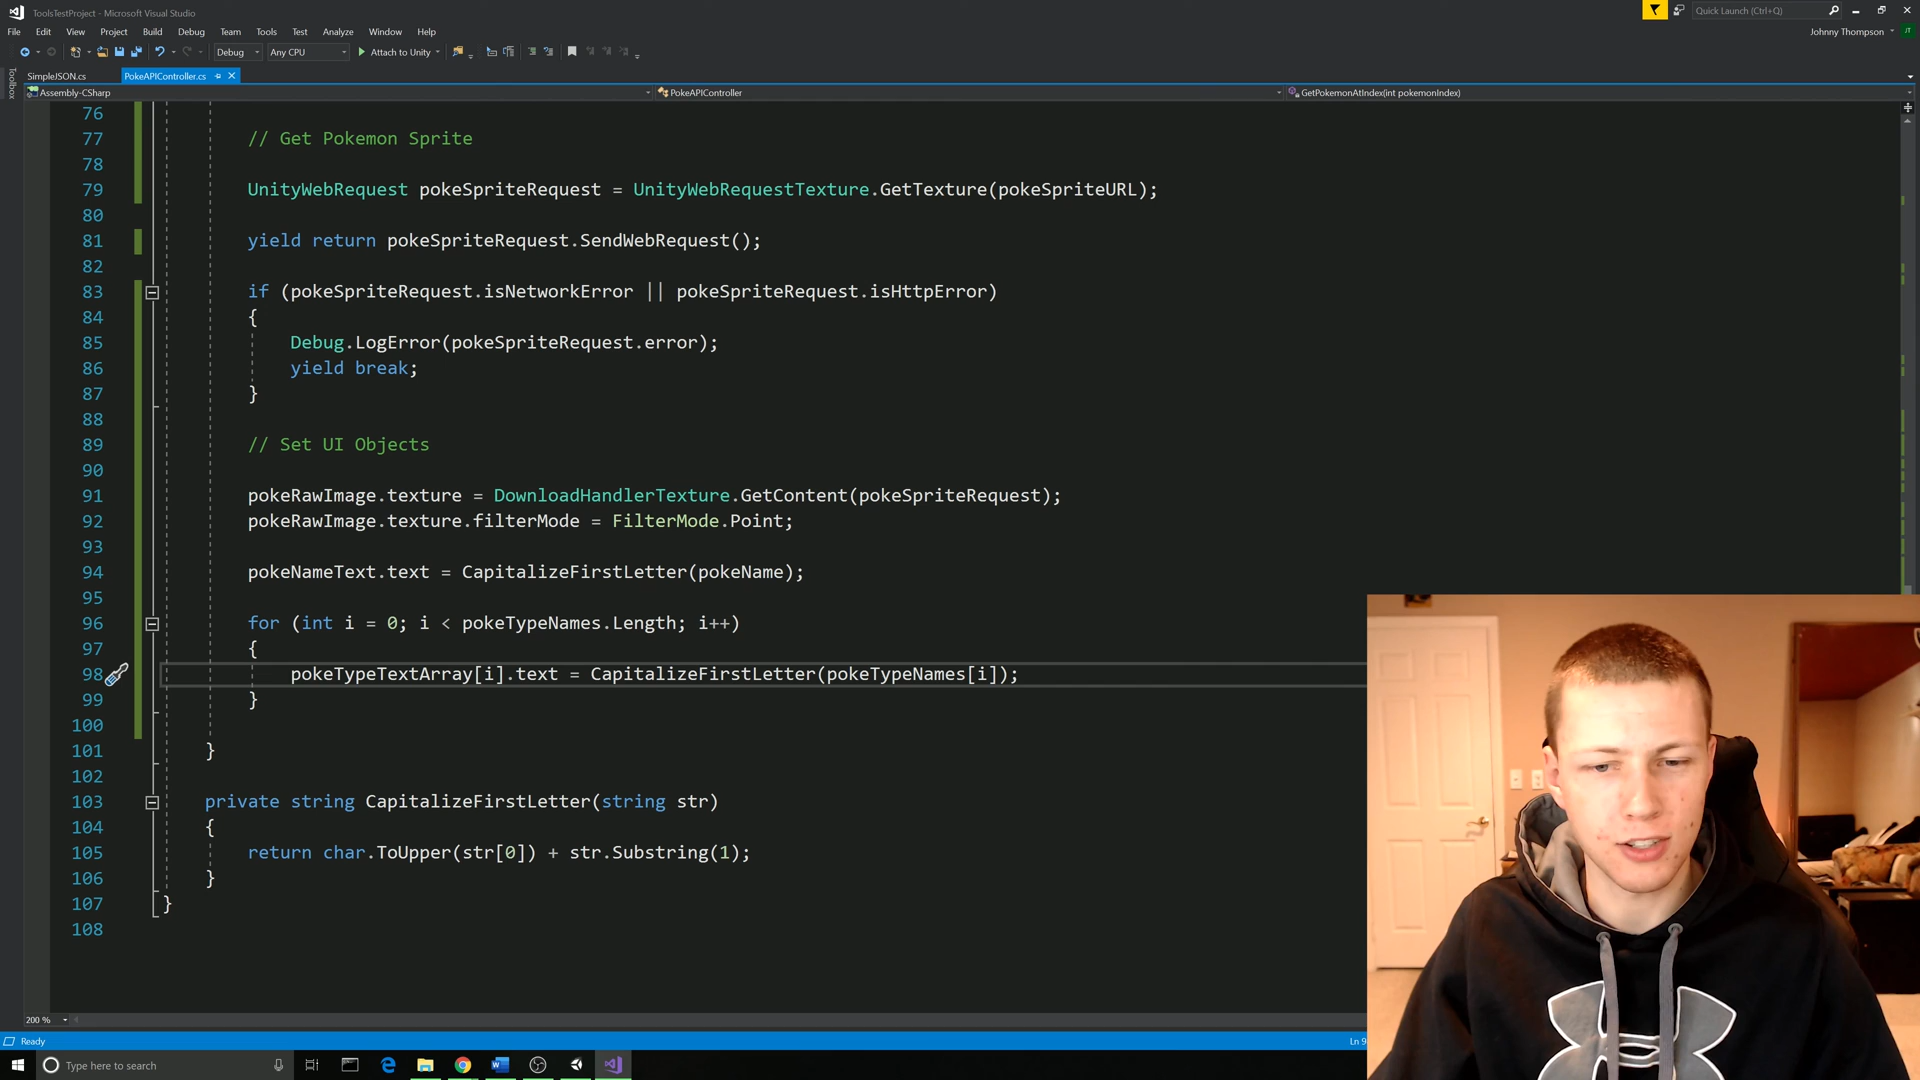 ToolsTestProject - Microsoft Visual Studio
Quick Launch (Ctrl+Q)
File Edit View Project Build Debug Team Tools Test Analyze Window Help
Johnny Thompson JT
Debug Any CPU Attach to Unity
Toolbox
SimpleJSON.cs PokeAPIController.cs
Assembly-CSharp PokeAPIController GetPokemonAtIndex(int pokemonIndex)
76
77 // Get Pokemon Sprite
78
79 UnityWebRequest pokeSpriteRequest = UnityWebRequestTexture.GetTexture(pokeSpriteURL);
80
81 yield return pokeSpriteRequest.SendWebRequest();
82
83 if (pokeSpriteRequest.isNetworkError || pokeSpriteRequest.isHttpError)
84 {
85 Debug.LogError(pokeSpriteRequest.error);
86 yield break;
87 }
88
89 // Set UI Objects
90
91 pokeRawImage.texture = DownloadHandlerTexture.GetContent(pokeSpriteRequest);
92 pokeRawImage.texture.filterMode = FilterMode.Point;
93
94 pokeNameText.text = CapitalizeFirstLetter(pokeName);
95
96 for (int i = 0; i < pokeTypeNames.Length; i++)
97 {
98 pokeTypeTextArray[i].text = CapitalizeFirstLetter(pokeTypeNames[i]);
99 }
100
101 }
102
103 private string CapitalizeFirstLetter(string str)
104 {
105 return char.ToUpper(str[0]) + str.Substring(1);
106 }
107 }
108
200 %
Ready Ln 9
Type here to search